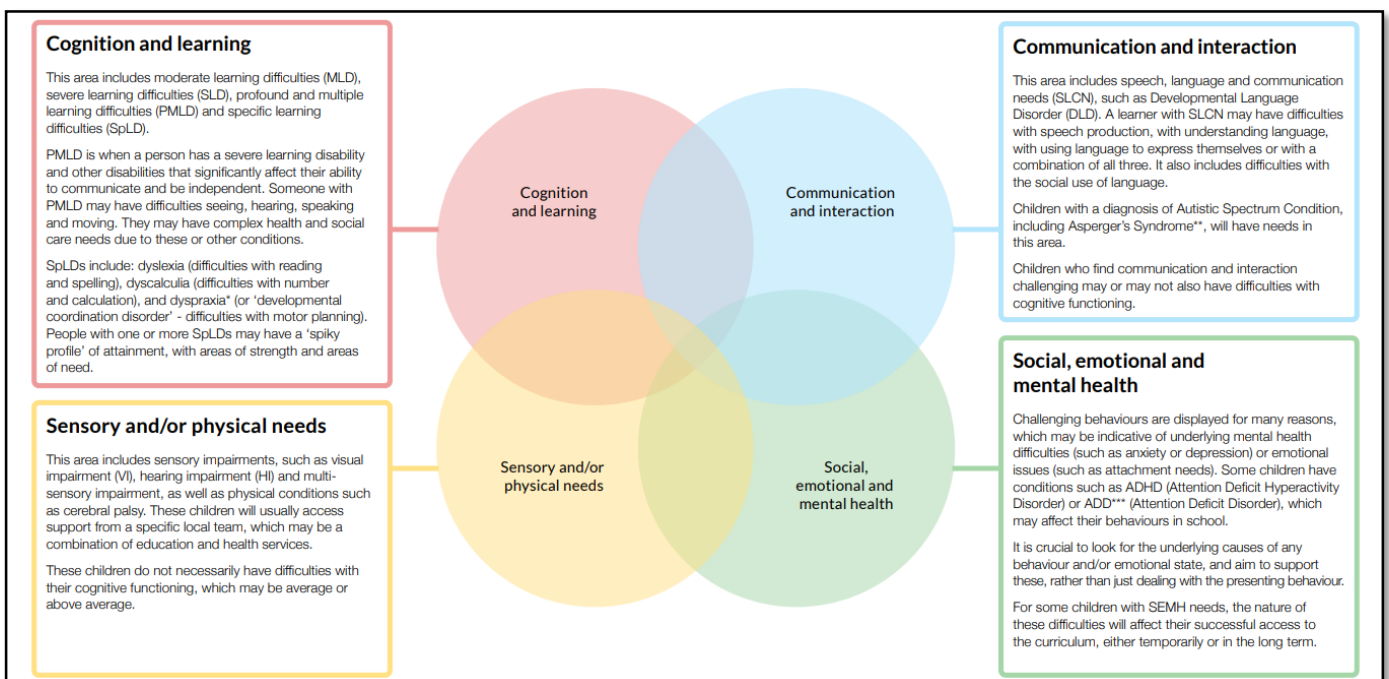 Cognition and learning
This area includes moderate learning difficulties (MLD),
severe learning difficulties (SLD), profound and multiple
learning difficulties (PMLD) and specific learning
difficulties (SpLD).
PMLD is when a person has a severe learning disability
and other disabilities that significantly affect their ability
to communicate and be independent. Someone with
PMLD may have difficulties seeing, hearing, speaking
and moving. They may have complex health and social
care needs due to these or other conditions.
SpLDs include: dyslexia (difficulties with reading
and spelling), dyscalculia (difficulties with number
and calculation), and dyspraxia* (or ‘developmental
coordination disorder’ - difficulties with motor planning).
People with one or more SpLDs may have a ‘spiky
profile’ of attainment, with areas of strength and areas
of need.
Sensory and/or physical needs
This area includes sensory impairments, such as visual
impairment (VI), hearing impairment (HI) and multi-
sensory impairment, as well as physical conditions such
as cerebral palsy. These children will usually access
support from a specific local team, which may be a
combination of education and health services.
These children do not necessarily have difficulties with
their cognitive functioning, which may be average or
above average.
Cognition
and learning
Communication
and interaction
Sensory and/or
physical needs
Social,
emotional and
mental health
Communication and interaction
This area includes speech, language and communication
needs (SLCN), such as Developmental Language
Disorder (DLD). A learner with SLCN may have difficulties
with speech production, with understanding language,
with using language to express themselves or with a
combination of all three. It also includes difficulties with
the social use of language.
Children with a diagnosis of Autistic Spectrum Condition,
including Asperger’s Syndrome**, will have needs in
this area.
Children who find communication and interaction
challenging may or may not also have difficulties with
cognitive functioning.
Social, emotional and
mental health
Challenging behaviours are displayed for many reasons,
which may be indicative of underlying mental health
difficulties (such as anxiety or depression) or emotional
issues (such as attachment needs). Some children have
conditions such as ADHD (Attention Deficit Hyperactivity
Disorder) or ADD*** (Attention Deficit Disorder), which
may affect their behaviours in school.
It is crucial to look for the underlying causes of any
behaviour and/or emotional state, and aim to support
these, rather than just dealing with the presenting behaviour.
For some children with SEMH needs, the nature of
these difficulties will affect their successful access to
the curriculum, either temporarily or in the long term.